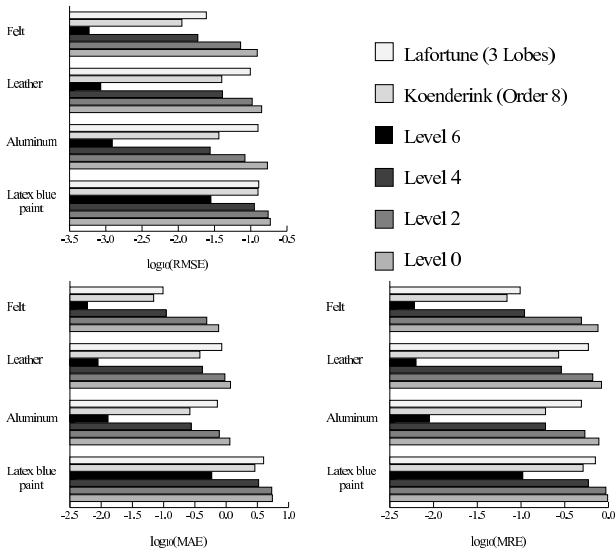 Felt
Leather
Aluminum
Latex blue
paint
-3.5 -3.0 -2.5 -2.0 -1.5 -1.0 -0.5
log10(RMSE)
Lafortune (3 Lobes)
Koenderink (Order 8)
Level 6
Level 4
Level 2
Level 0
Felt
Leather
Aluminum
Latex blue
paint
-2.5 -2.0 -1.5 -1.0 -0.5 0.0 0.5 1.0
log10(MAE)
Felt
Leather
Aluminum
Latex blue
paint
-2.5 -2.0 -1.5 -1.0 -0.5 0.0
log10(MRE)